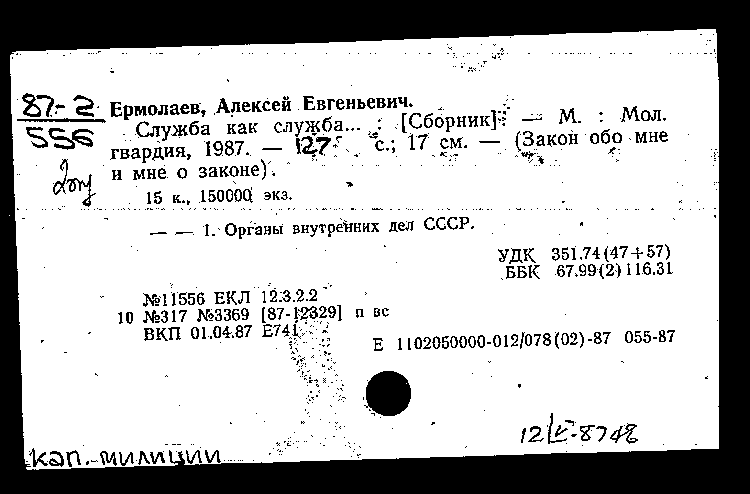 87-2
556
Ермолаев, Алексей Евгеньевич.
Служба как служба... : [Сборник]. — М. : Мол.
гвардия, 1987. — 127 с.; 17 см. — (Закон обо мне
и мне о законе).
15 к., 150000 экз.
— — 1. Органы внутренних дел СССР.
УДК 351.74(47+57)
ББК 67.99(2)116.31
№11556 ЕКЛ 12.3.2.2
10 №317 №3369 [87-12329] п вс
ВКП 01.04.87 Е741
Е 1102050000-012/078(02)-87 055-87
кап. милиции